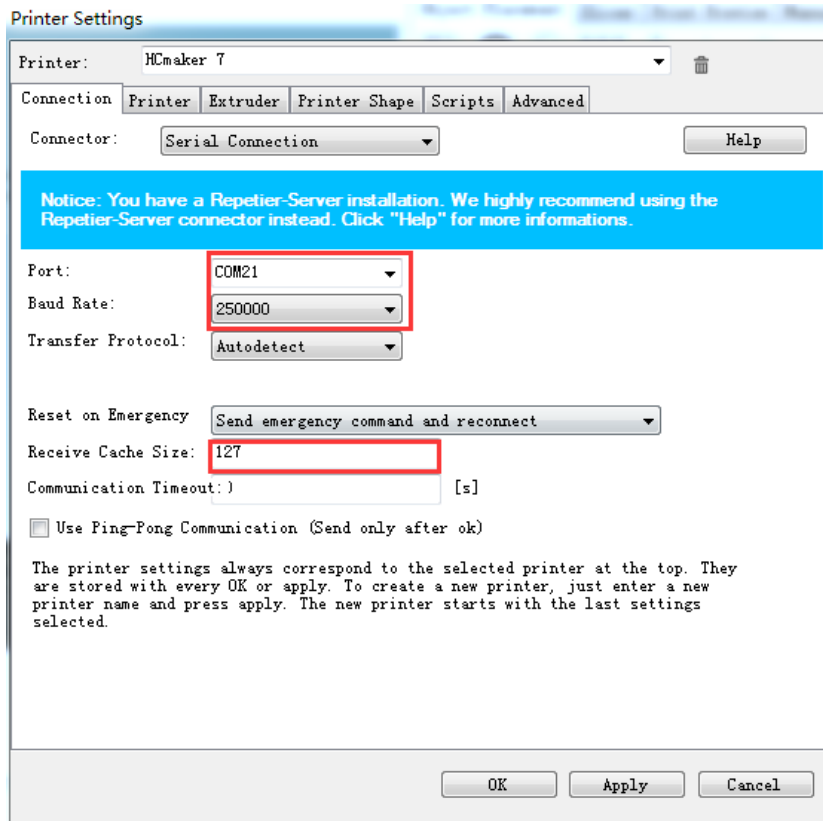 Printer Settings
Printer: HCmaker 7
Connection Printer Extruder Printer Shape Scripts Advanced
Connector: Serial Connection Help
Notice: You have a Repetier-Server installation. We highly recommend using the
Repetier-Server connector instead. Click "Help" for more informations.
Port: COM21
Baud Rate: 250000
Transfer Protocol: Autodetect
Reset on Emergency Send emergency command and reconnect
Receive Cache Size: 127
Communication Timeout:) [s]
Use Ping-Pong Communication (Send only after ok)
The printer settings always correspond to the selected printer at the top. They
are stored with every OK or apply. To create a new printer, just enter a new
printer name and press apply. The new printer starts with the last settings
selected.
OK Apply Cancel